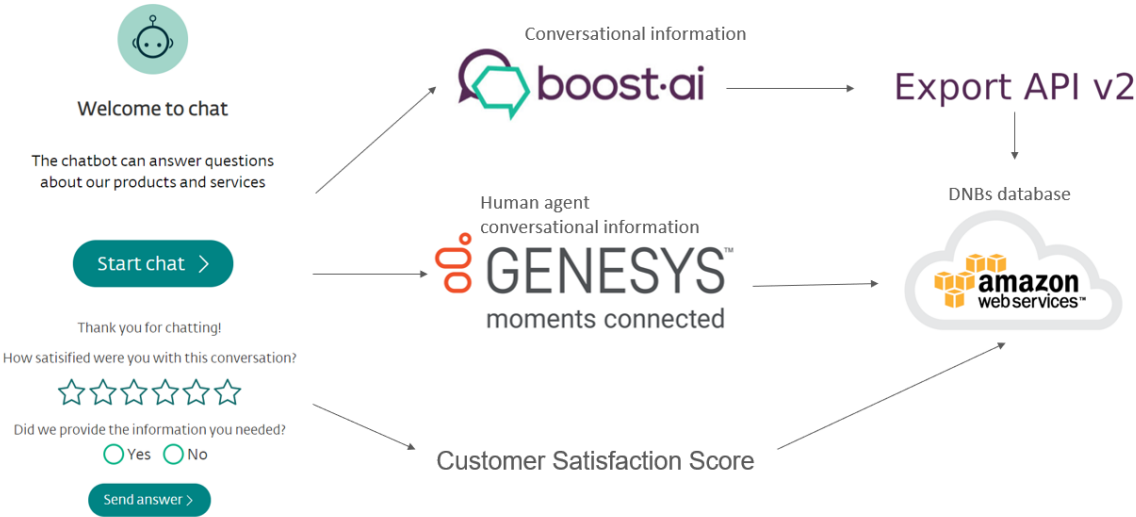 Welcome to chat
The chatbot can answer questions
about our products and services
Start chat >
Thank you for chatting!
How satisified were you with this conversation?
Did we provide the information you needed?
Yes No
Send answer >
Conversational information
boost.ai
Export API v2
Human agent
conversational information
GENESYS™
moments connected
DNBs database
amazon
webservices™
Customer Satisfaction Score